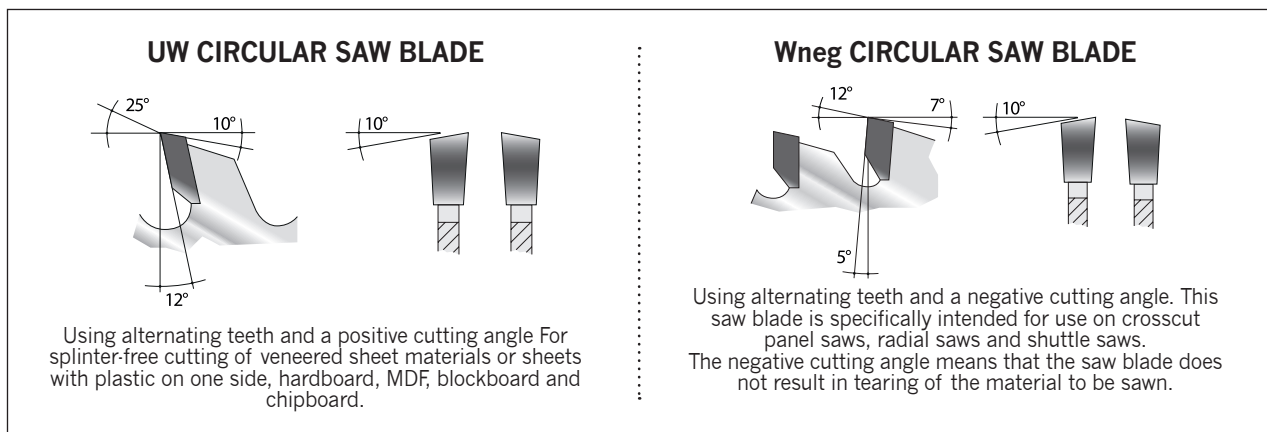 UW CIRCULAR SAW BLADE
25°
10°
10°
12°
Using alternating teeth and a positive cutting angle For
splinter-free cutting of veneered sheet materials or sheets
with plastic on one side, hardboard, MDF, blockboard and
chipboard.
Wneg CIRCULAR SAW BLADE
12°
7°
10°
5°
Using alternating teeth and a negative cutting angle. This
saw blade is specifically intended for use on crosscut
panel saws, radial saws and shuttle saws.
The negative cutting angle means that the saw blade does
not result in tearing of the material to be sawn.